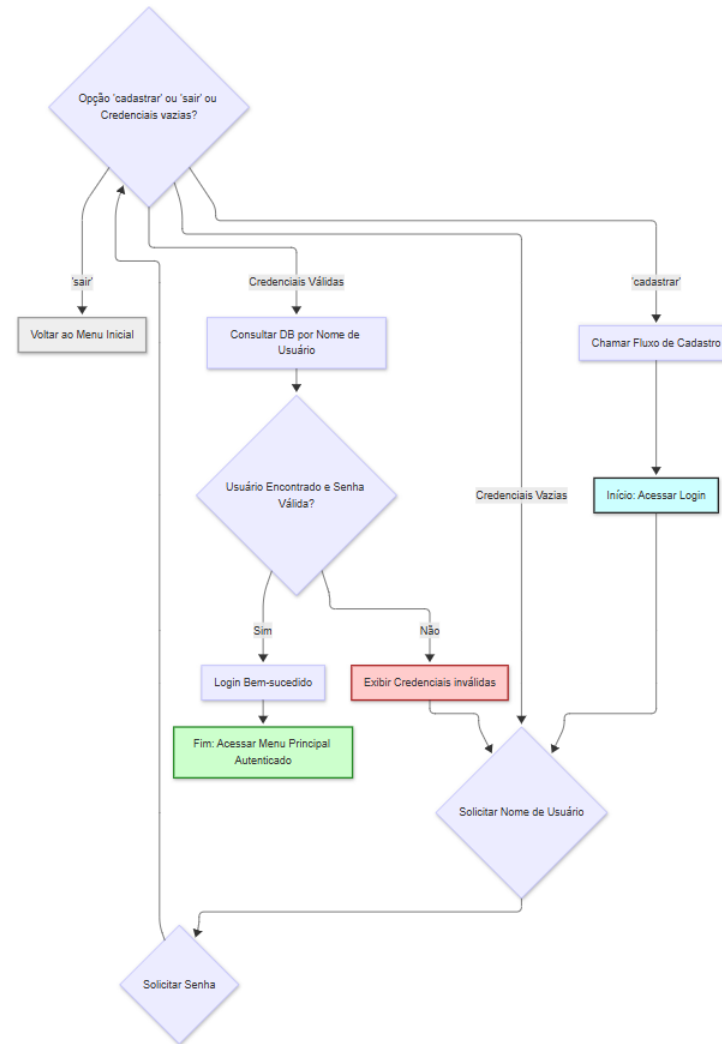 Opção 'cadastrar' ou 'sair' ou
Credenciais vazias?
'sair'
Credenciais Válidas
'cadastrar'
Voltar ao Menu Inicial
Consultar DB por Nome de
Usuário
Chamar Fluxo de Cadastro
Usuário Encontrado e Senha
Válida?
Credenciais Vazias
Início: Acessar Login
Sim
Não
Login Bem-sucedido
Exibir Credenciais inválidas
Fim: Acessar Menu Principal
Autenticado
Solicitar Nome de Usuário
Solicitar Senha